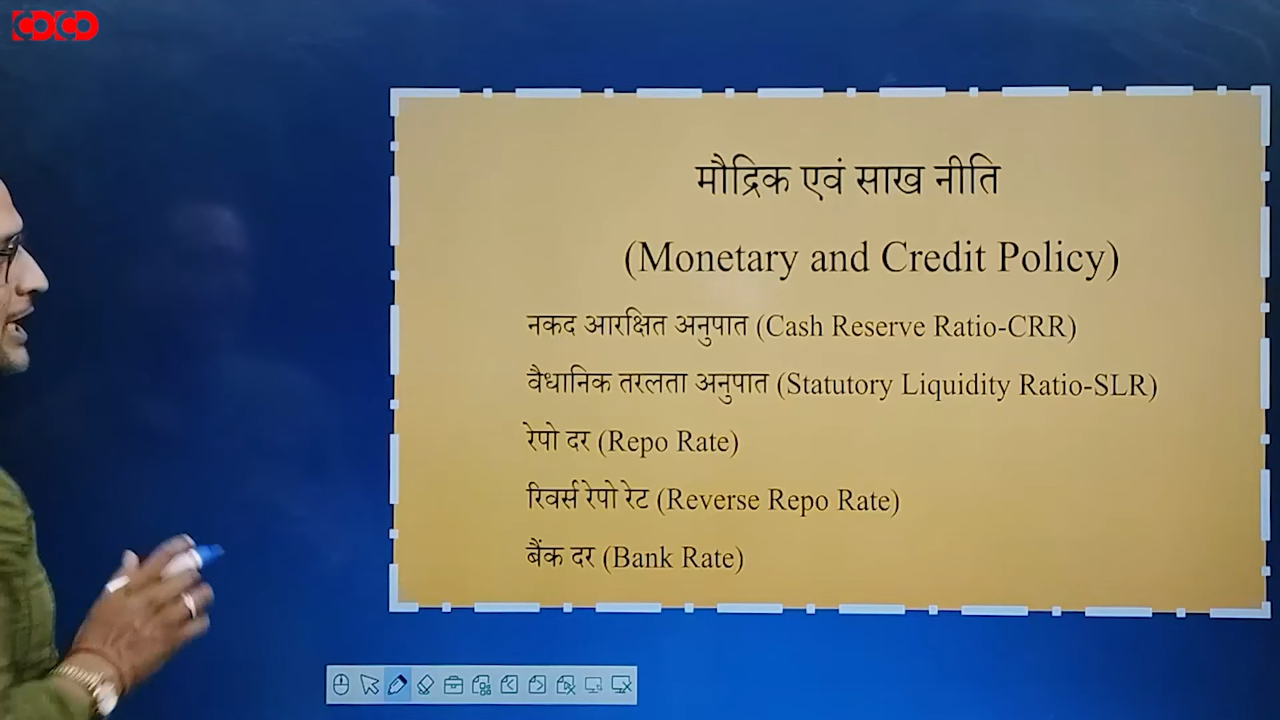 मौद्रिक एवं साख नीति
(Monetary and Credit Policy)
नकद आरक्षित अनुपात (Cash Reserve Ratio-CRR)
वैधानिक तरलता अनुपात (Statutory Liquidity Ratio-SLR)
रेपो दर (Repo Rate)
रिवर्स रेपो रेट (Reverse Repo Rate)
बैंक दर (Bank Rate)